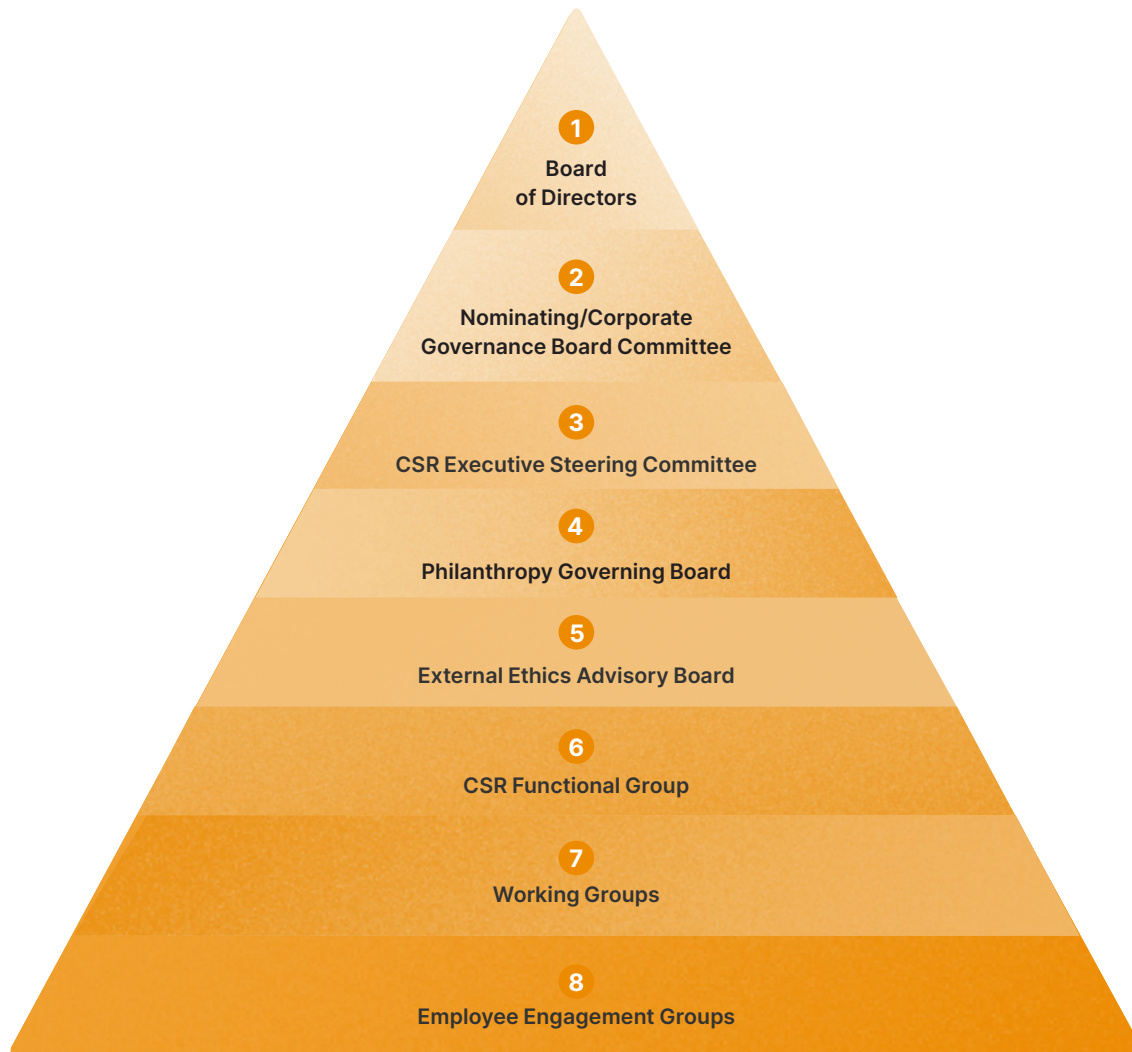 1
Board
of Directors
2
Nominating/Corporate
Governance Board Committee
3
CSR Executive Steering Committee
4
Philanthropy Governing Board
5
External Ethics Advisory Board
6
CSR Functional Group
7
Working Groups
8
Employee Engagement Groups